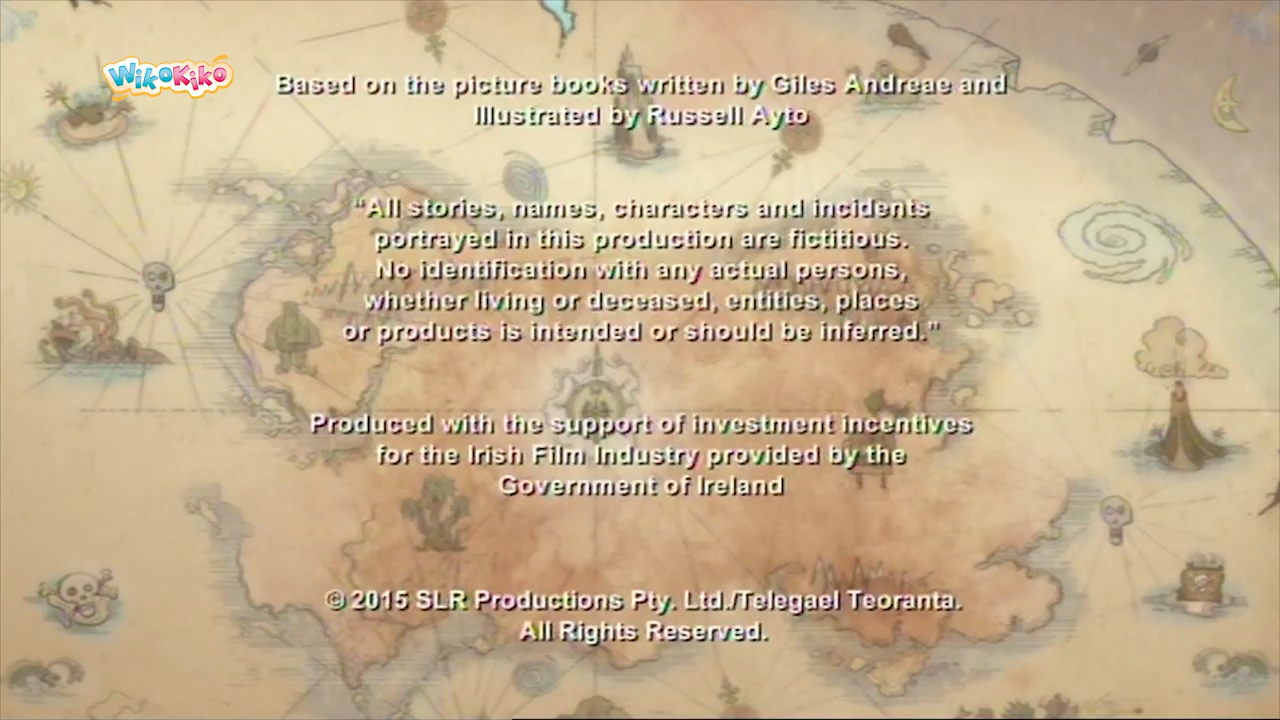 WikoKiko
Based on the picture books written by Giles Andreae and
Illustrated by Russell Ayto
“All stories, names, characters and incidents
portrayed in this production are fictitious.
No identification with any actual persons,
whether living or deceased, entities, places
or products is intended or should be inferred.”
Produced with the support of investment incentives
for the Irish Film Industry provided by the
Government of Ireland
© 2015 SLR Productions Pty. Ltd./Telegael Teoranta.
All Rights Reserved.